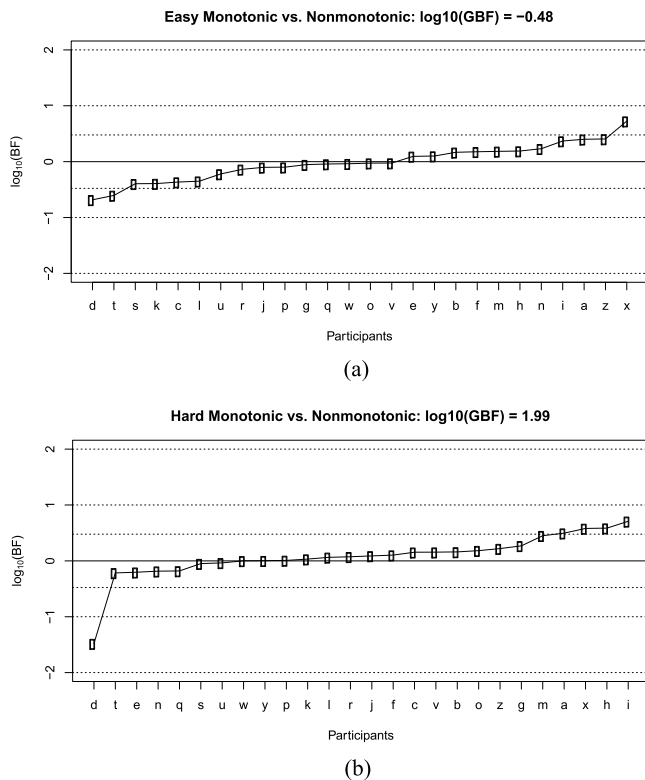 Easy Monotonic vs. Nonmonotonic: log10(GBF) = −0.48
2
1
0
−1
−2
log₁₀(BF)
d t s k c l u r j p g q w o v e y b f m h n i a z x
Participants
(a)
Hard Monotonic vs. Nonmonotonic: log10(GBF) = 1.99
2
1
0
−1
−2
log₁₀(BF)
d t e n q s u w y p k l r j f c v b o z g m a x h i
Participants
(b)